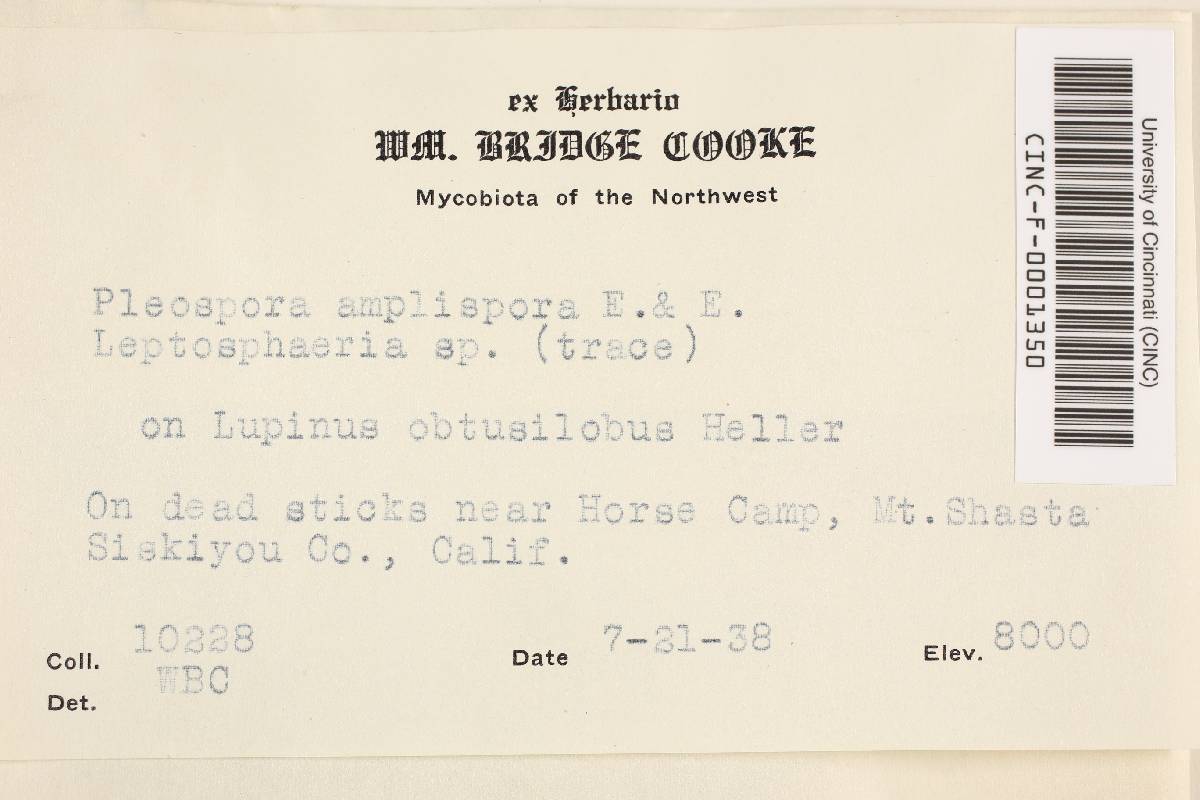 ex Herbario
WM. BRIDGE COOKE
Mycobiota of the Northwest
Pleospora amplispora E.& E.
Leptosphaeria sp. (trace)
on Lupinus obtusilobus Heller
On dead sticks near Horse Camp, Mt.Shasta
Siskiyou Co., Calif.
Coll. 10228 Date 7-21-38 Elev. 8000
WBC
Det.
University of Cincinnati (CINC)
CINC-F-0001350